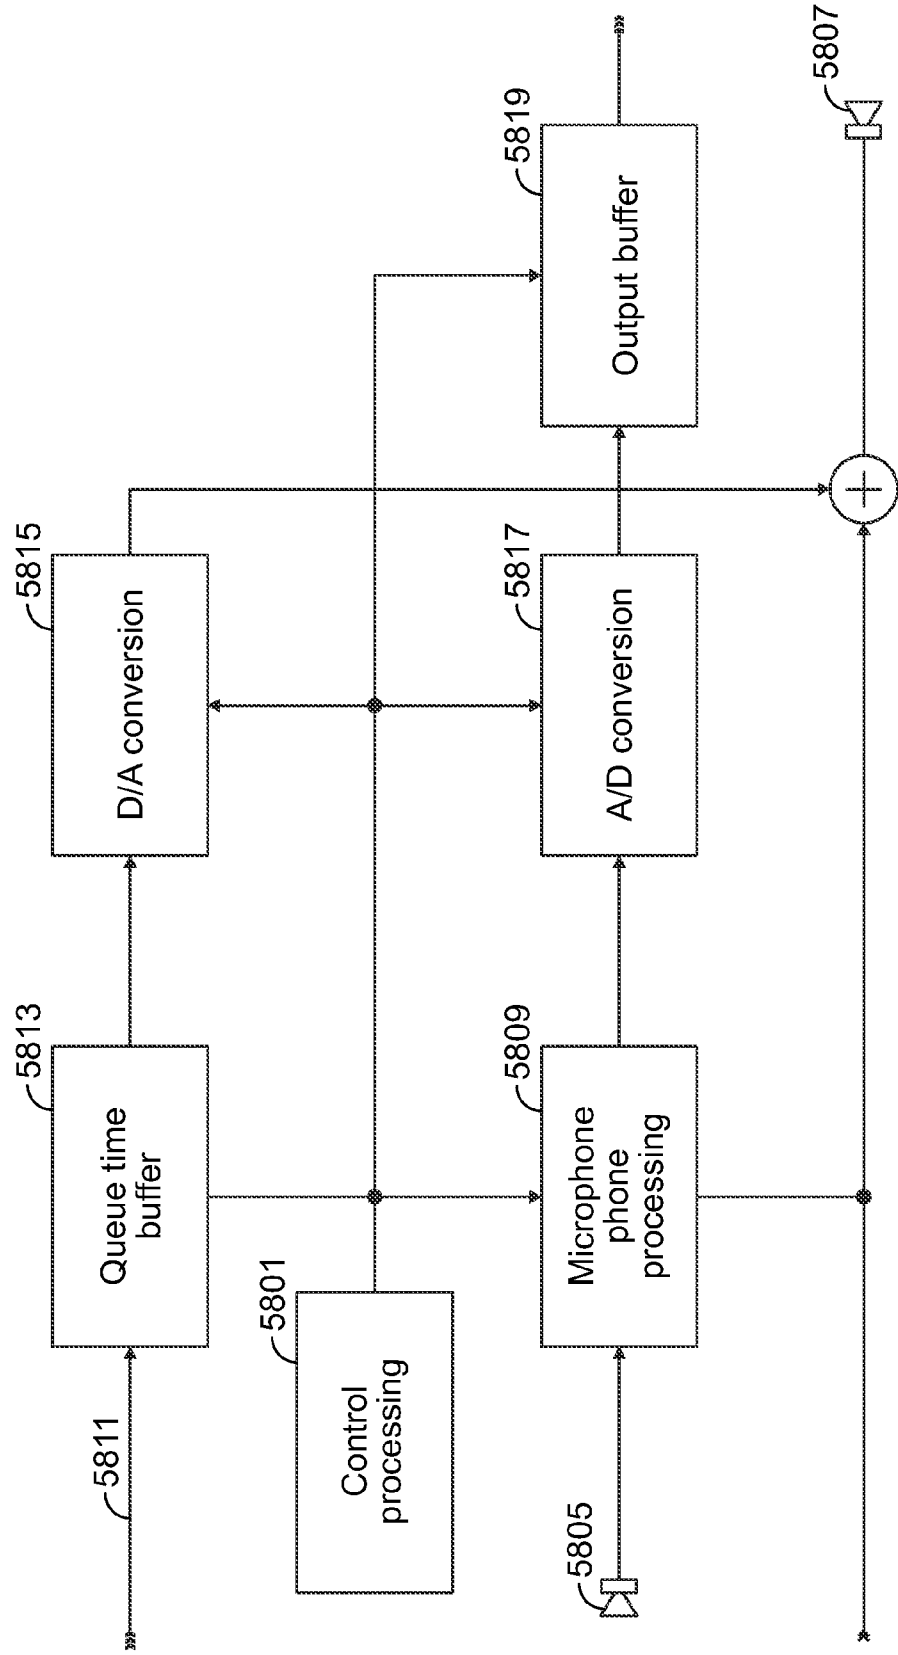 5811
5813
Queue time
buffer
5815
D/A conversion
5801
Control
processing
5805
5809
Microphone
phone
processing
5817
A/D conversion
5819
Output buffer
+
5807